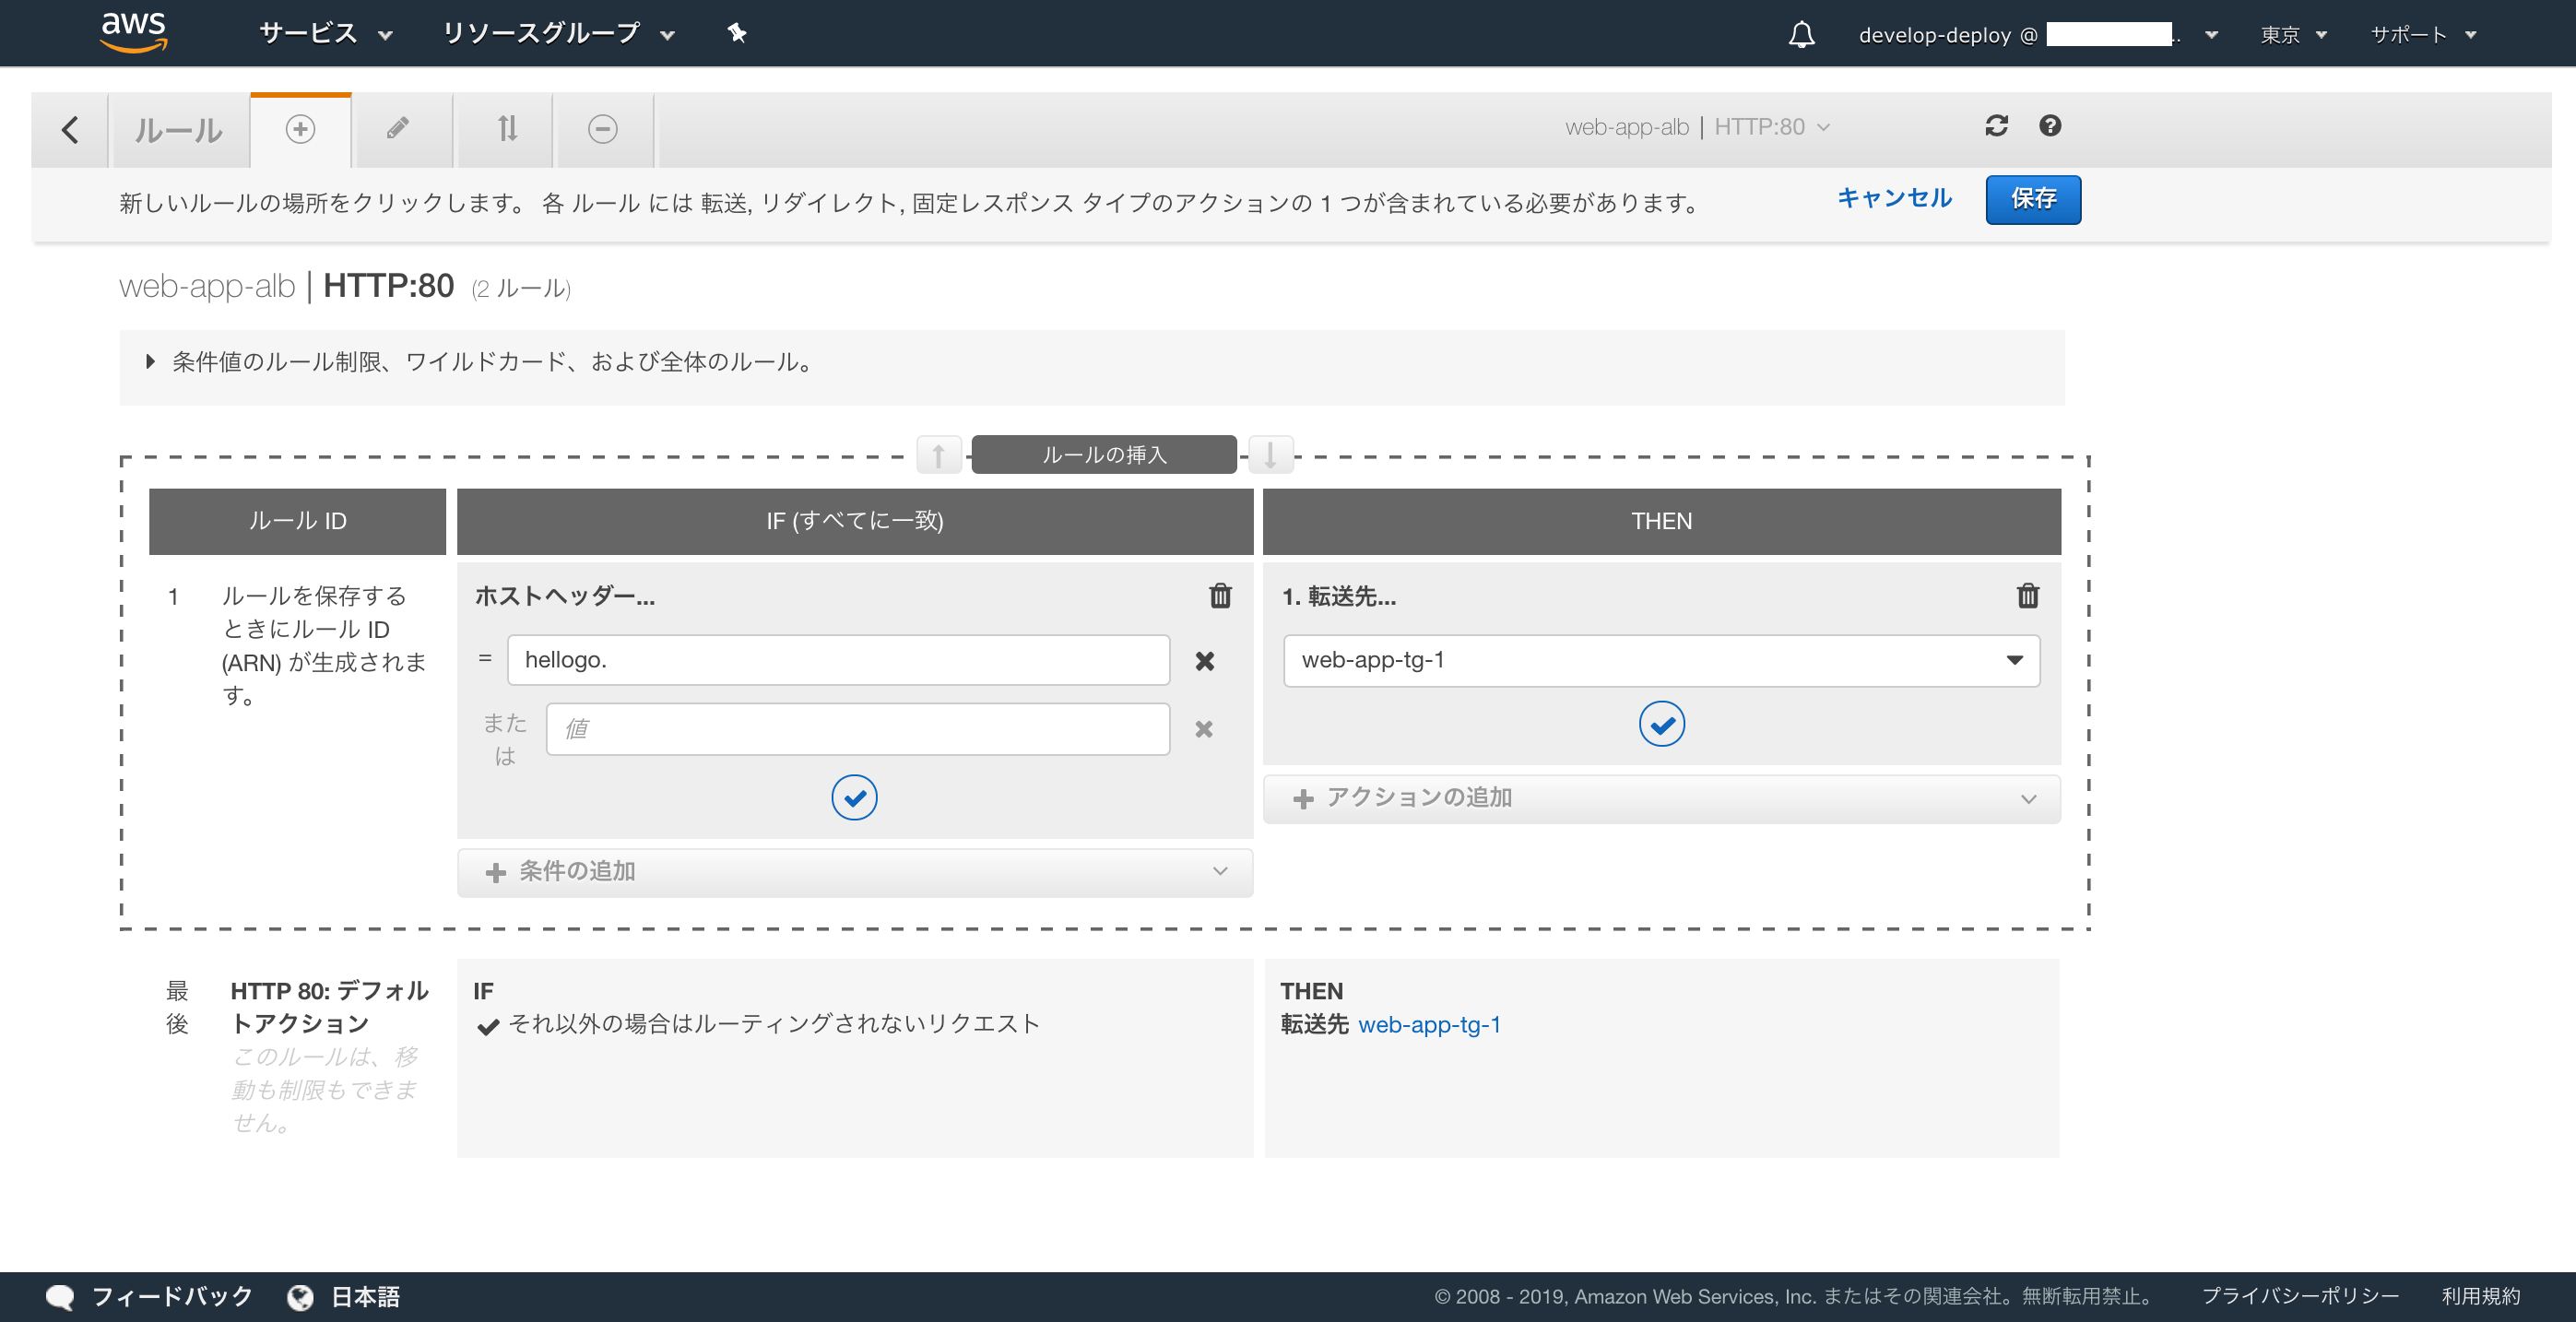 aws サービス リソースグループ develop-deploy @ .. 東京 サポート
ルール web-app-alb | HTTP:80
新しいルールの場所をクリックします。 各 ルール には 転送, リダイレクト, 固定レスポンス タイプのアクションの 1 つが含まれている必要があります。 キャンセル 保存
web-app-alb | HTTP:80 (2 ルール)
条件値のルール制限、ワイルドカード、および全体のルール。
ルールの挿入
ルール ID IF (すべてに一致) THEN
1 ルールを保存する
ときにルール ID
(ARN) が生成されま
す。
ホストヘッダー...
= hellogo.
また
は
値
条件の追加
1. 転送先...
web-app-tg-1
アクションの追加
最
後
HTTP 80: デフォル
トアクション
このルールは、移
動も制限もできま
せん。
IF
それ以外の場合はルーティングされないリクエスト
THEN
転送先 web-app-tg-1
フィードバック 日本語 © 2008 - 2019, Amazon Web Services, Inc. またはその関連会社。無断転用禁止。 プライバシーポリシー 利用規約